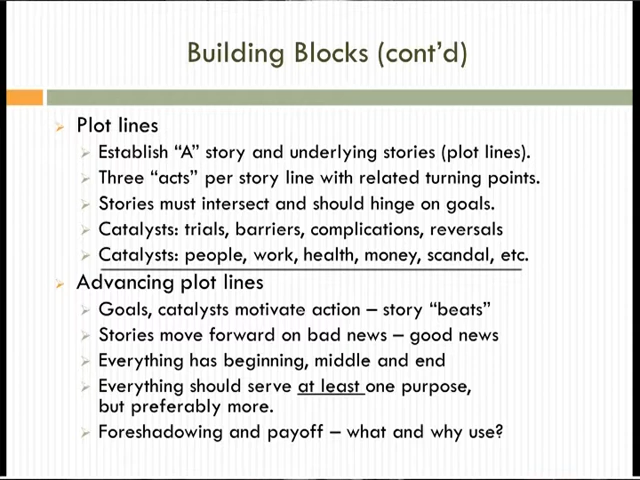 Building Blocks (cont’d)
Plot lines
Establish “A” story and underlying stories (plot lines).
Three “acts” per story line with related turning points.
Stories must intersect and should hinge on goals.
Catalysts: trials, barriers, complications, reversals
Catalysts: people, work, health, money, scandal, etc.
Advancing plot lines
Goals, catalysts motivate action – story “beats”
Stories move forward on bad news – good news
Everything has beginning, middle and end
Everything should serve at least one purpose,
but preferably more.
Foreshadowing and payoff – what and why use?